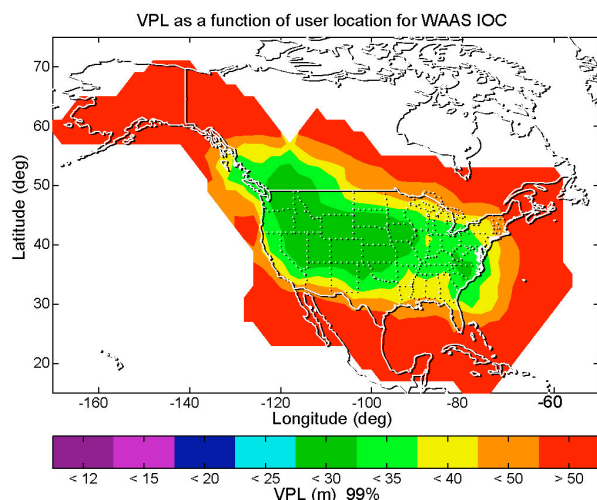 VPL as a function of user location for WAAS IOC
70
60
50
40
30
20
Latitude (deg)
-160 -140 -120 -100 -80 -60
Longitude (deg)
< 12 < 15 < 20 < 25 < 30 < 35 < 40 < 50 > 50
VPL (m) 99%